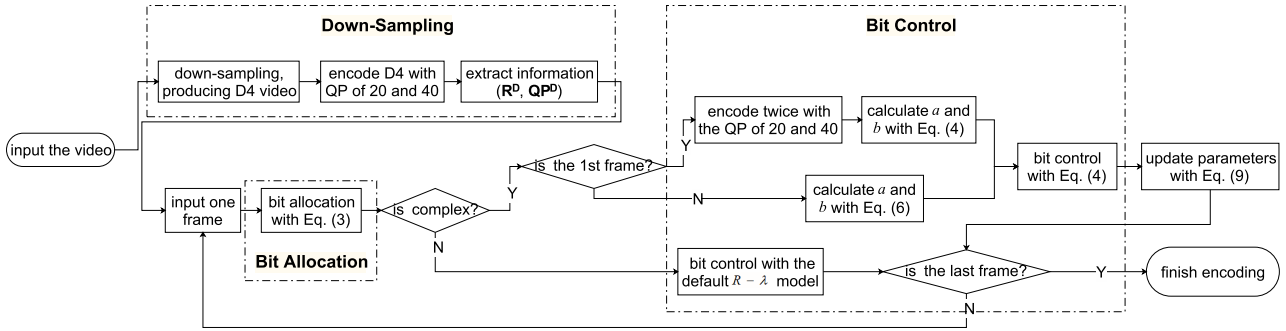 Down-Sampling
down-sampling,
producing D4 video
encode D4 with
QP of 20 and 40
extract information
(R^D, QP^D)
input the video
input one
frame
bit allocation
with Eq. (3)
Bit Allocation
is complex?
Y
N
is the 1st frame?
Y
N
Bit Control
encode twice with
the QP of 20 and 40
calculate a and
b with Eq. (4)
calculate a and
b with Eq. (6)
bit control
with Eq. (4)
update parameters
with Eq. (9)
bit control with the
default R − λ model
is the last frame?
Y
N
finish encoding